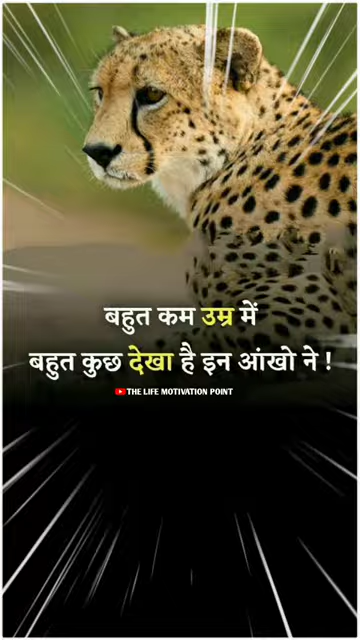 बहुत कम उम्र में
बहुत कुछ देखा है इन आंखो ने !
THE LIFE MOTIVATION POINT